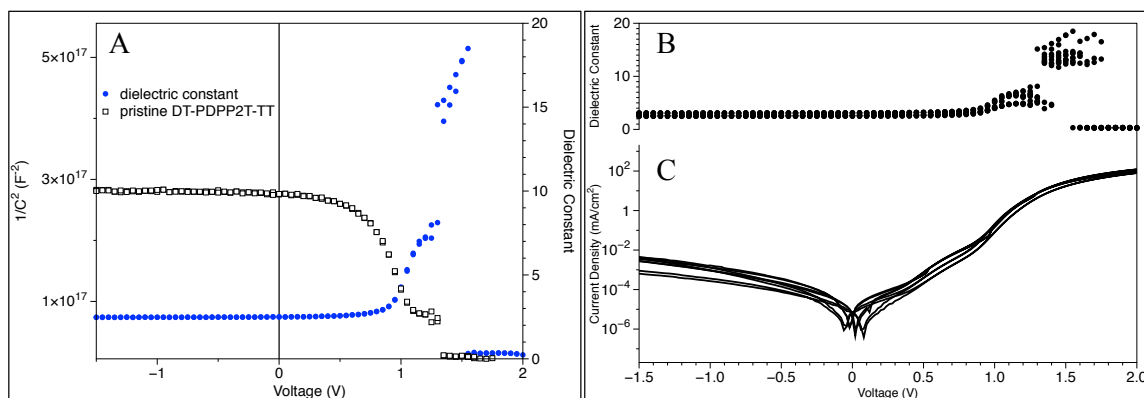 A
5×10¹⁷
3×10¹⁷
1×10¹⁷
1/C² (F⁻²)
dielectric constant
pristine DT-PDPP2T-TT
20
15
10
5
0
Dielectric Constant
−1 0 1 2
Voltage (V)
B
20
10
0
Dielectric Constant
C
10²
1
10⁻²
10⁻⁴
10⁻⁶
Current Density (mA/cm²)
−1.5 −1.0 −0.5 0 0.5 1.0 1.5 2.0
Voltage (V)